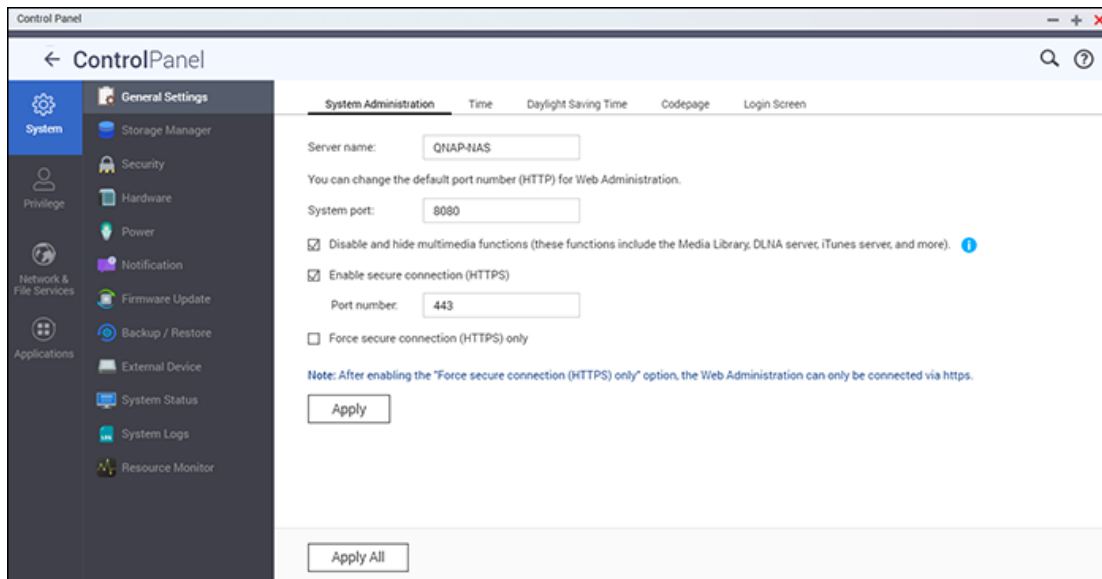 Control Panel
ControlPanel
System
Privilege
Network &
File Services
Applications
General Settings
Storage Manager
Security
Hardware
Power
Notification
Firmware Update
Backup / Restore
External Device
System Status
System Logs
Resource Monitor
System Administration Time Daylight Saving Time Codepage Login Screen
Server name: QNAP-NAS
You can change the default port number (HTTP) for Web Administration.
System port: 8080
Disable and hide multimedia functions (these functions include the Media Library, DLNA server, iTunes server, and more).
Enable secure connection (HTTPS)
Port number: 443
Force secure connection (HTTPS) only
Note: After enabling the "Force secure connection (HTTPS) only" option, the Web Administration can only be connected via https.
Apply
Apply All